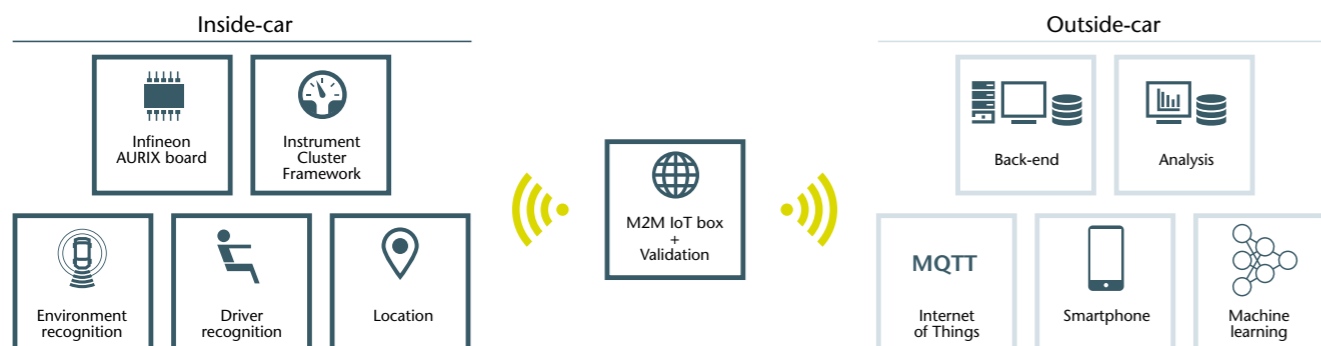 Inside-car
Infineon
AURIX board
Instrument
Cluster
Framework
Environment
recognition
Driver
recognition
Location
M2M IoT box
+
Validation
Outside-car
Back-end
Analysis
MQTT
Internet
of Things
Smartphone
Machine
learning